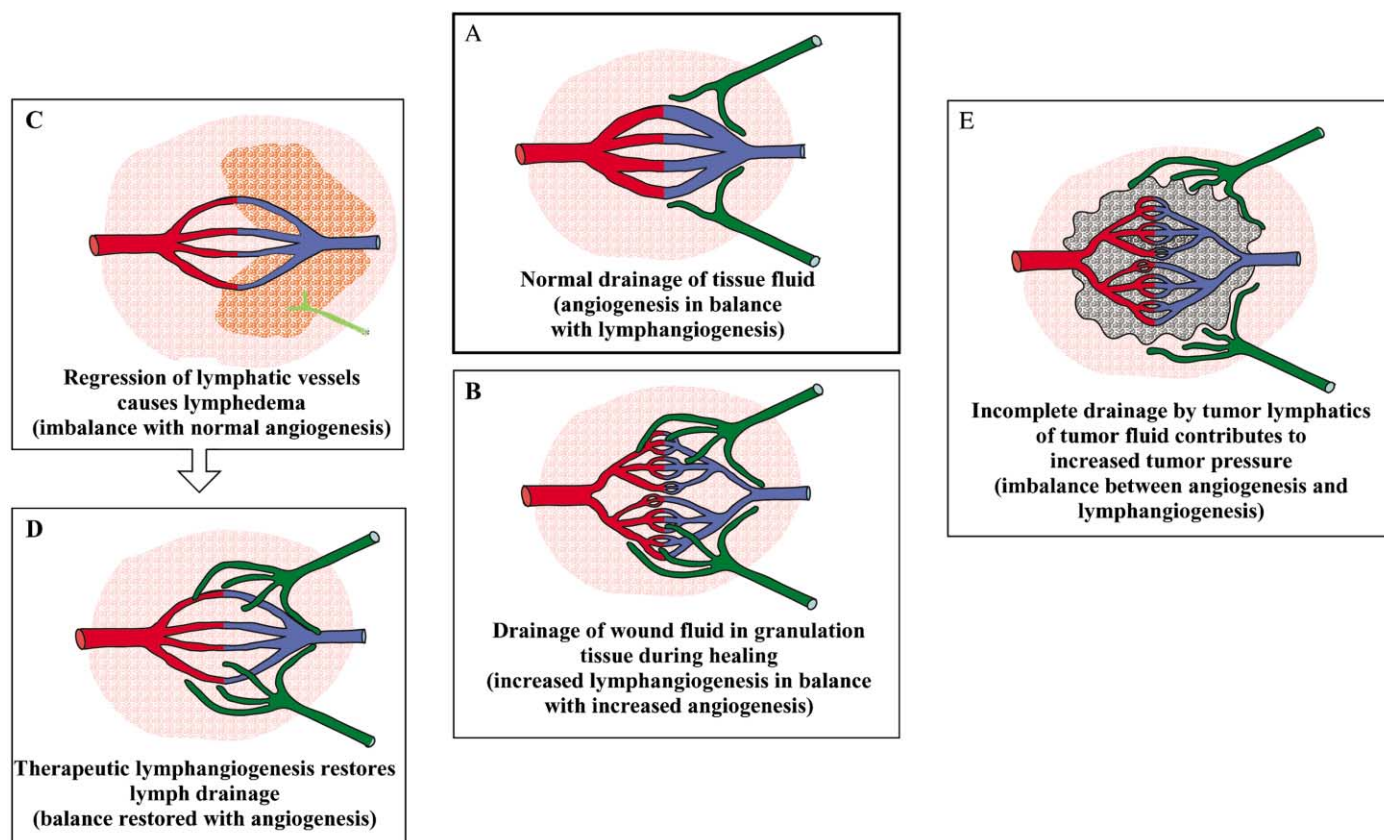 A
Normal drainage of tissue fluid
(angiogenesis in balance
with lymphangiogenesis)
C
Regression of lymphatic vessels
causes lymphedema
(imbalance with normal angiogenesis)
E
Incomplete drainage by tumor lymphatics
of tumor fluid contributes to
increased tumor pressure
(imbalance between angiogenesis and
lymphangiogenesis)
B
Drainage of wound fluid in granulation
tissue during healing
(increased lymphangiogenesis in balance
with increased angiogenesis)
D
Therapeutic lymphangiogenesis restores
lymph drainage
(balance restored with angiogenesis)